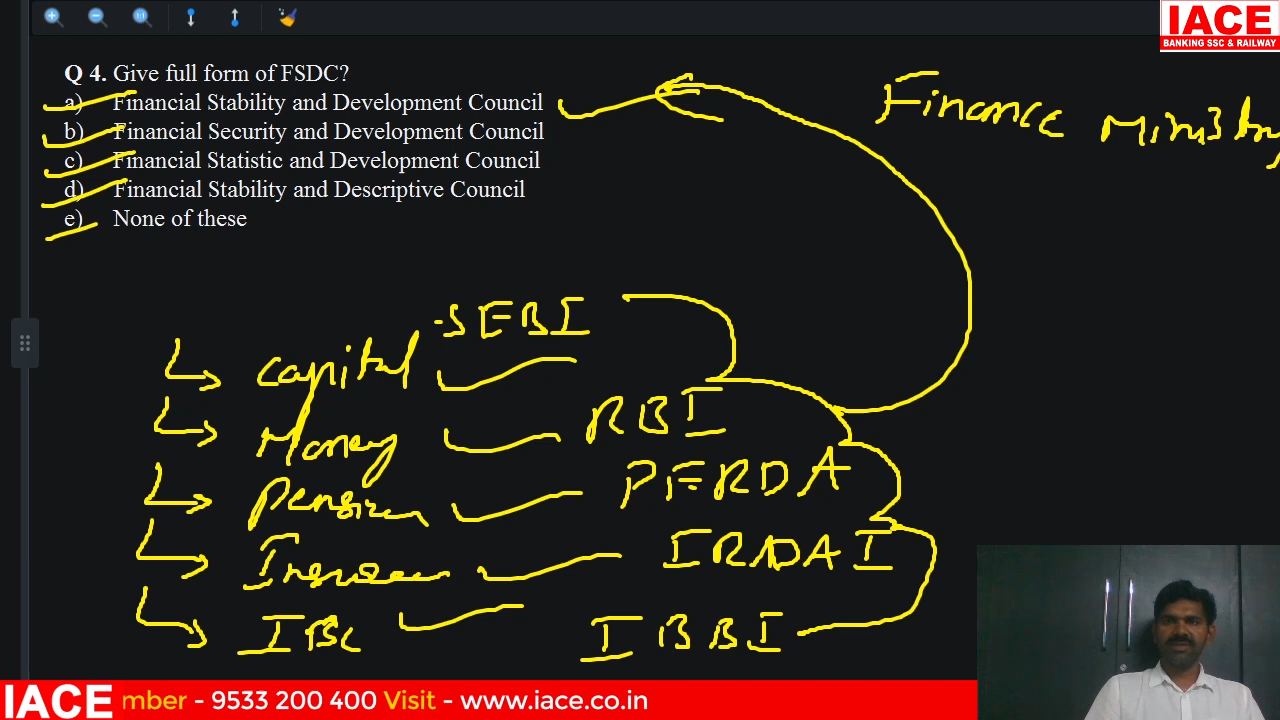 IACE
BANKING SSC & RAILWAY
Q 4. Give full form of FSDC?
a) Financial Stability and Development Council
b) Financial Security and Development Council
c) Financial Statistic and Development Council
d) Financial Stability and Descriptive Council
e) None of these
Finance Ministry
SEBI
capital
RBI
Money
PFRDA
Pension
IRDAI
IBC
IBBI
IACE mber - 9533 200 400 Visit - www.iace.co.in